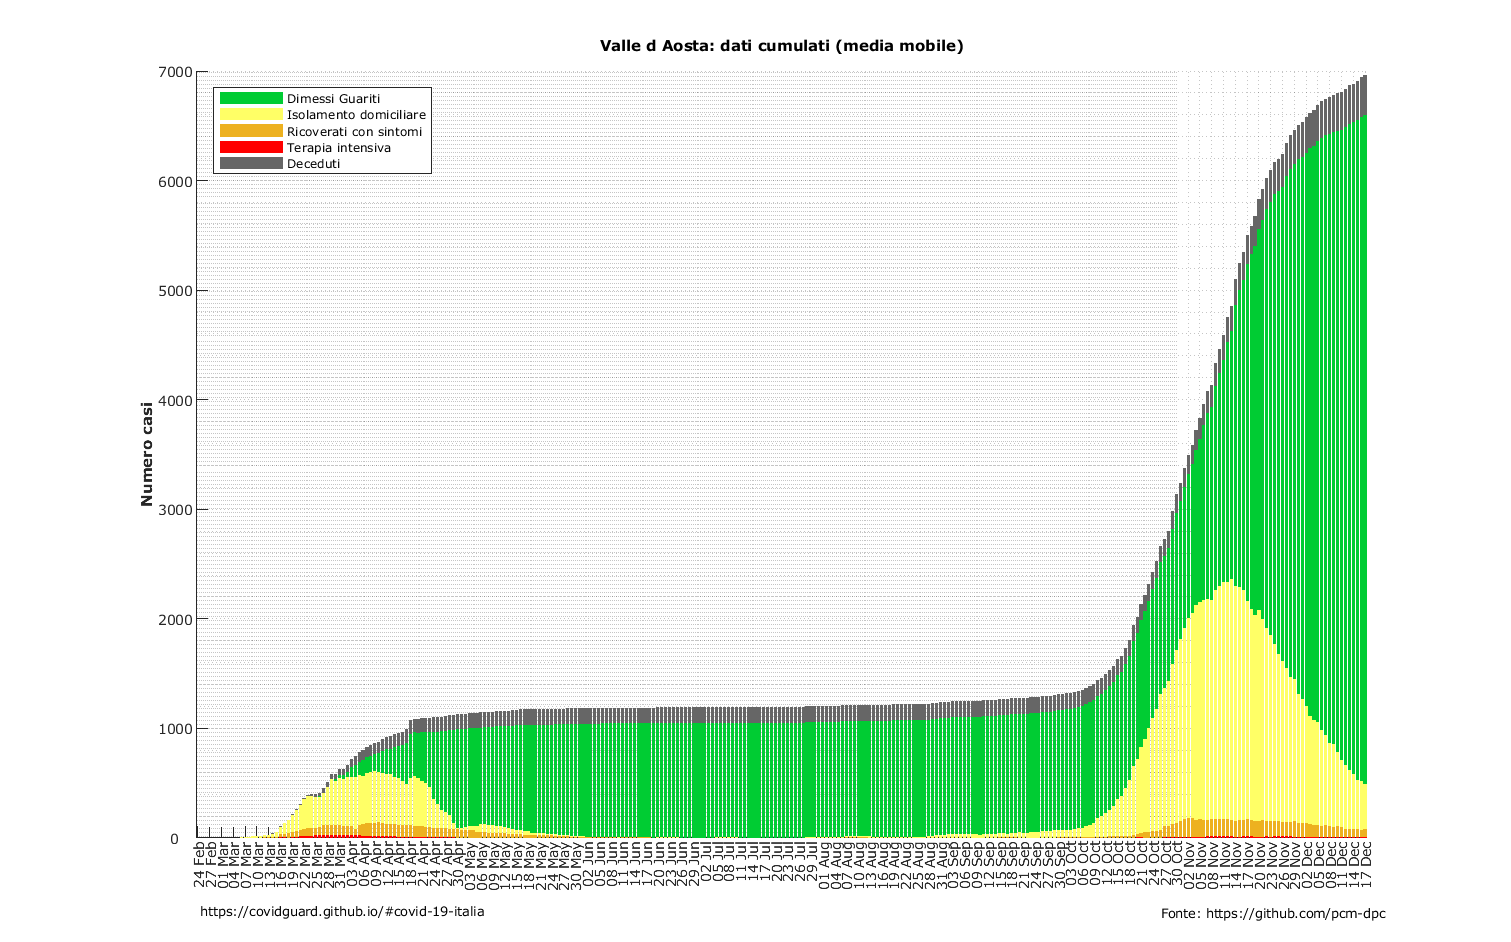 Valle d Aosta: dati cumulati (media mobile)
7000
6000
5000
4000
3000
2000
1000
0
Numero casi
Dimessi Guariti
Isolamento domiciliare
Ricoverati con sintomi
Terapia intensiva
Deceduti
24 Feb
27 Feb
01 Mar
04 Mar
07 Mar
10 Mar
13 Mar
16 Mar
19 Mar
22 Mar
25 Mar
28 Mar
31 Mar
03 Apr
06 Apr
09 Apr
12 Apr
15 Apr
18 Apr
21 Apr
24 Apr
27 Apr
30 Apr
03 May
06 May
09 May
12 May
15 May
18 May
21 May
24 May
27 May
30 May
02 Jun
05 Jun
08 Jun
11 Jun
14 Jun
17 Jun
20 Jun
23 Jun
26 Jun
29 Jun
02 Jul
05 Jul
08 Jul
11 Jul
14 Jul
17 Jul
20 Jul
23 Jul
26 Jul
29 Jul
01 Aug
04 Aug
07 Aug
10 Aug
13 Aug
16 Aug
19 Aug
22 Aug
25 Aug
28 Aug
31 Aug
03 Sep
06 Sep
09 Sep
12 Sep
15 Sep
18 Sep
21 Sep
24 Sep
27 Sep
30 Sep
03 Oct
06 Oct
09 Oct
12 Oct
15 Oct
18 Oct
21 Oct
24 Oct
27 Oct
30 Oct
02 Nov
05 Nov
08 Nov
11 Nov
14 Nov
17 Nov
20 Nov
23 Nov
26 Nov
29 Nov
02 Dec
05 Dec
08 Dec
11 Dec
14 Dec
17 Dec
https://covidguard.github.io/#covid-19-italia
Fonte: https://github.com/pcm-dpc